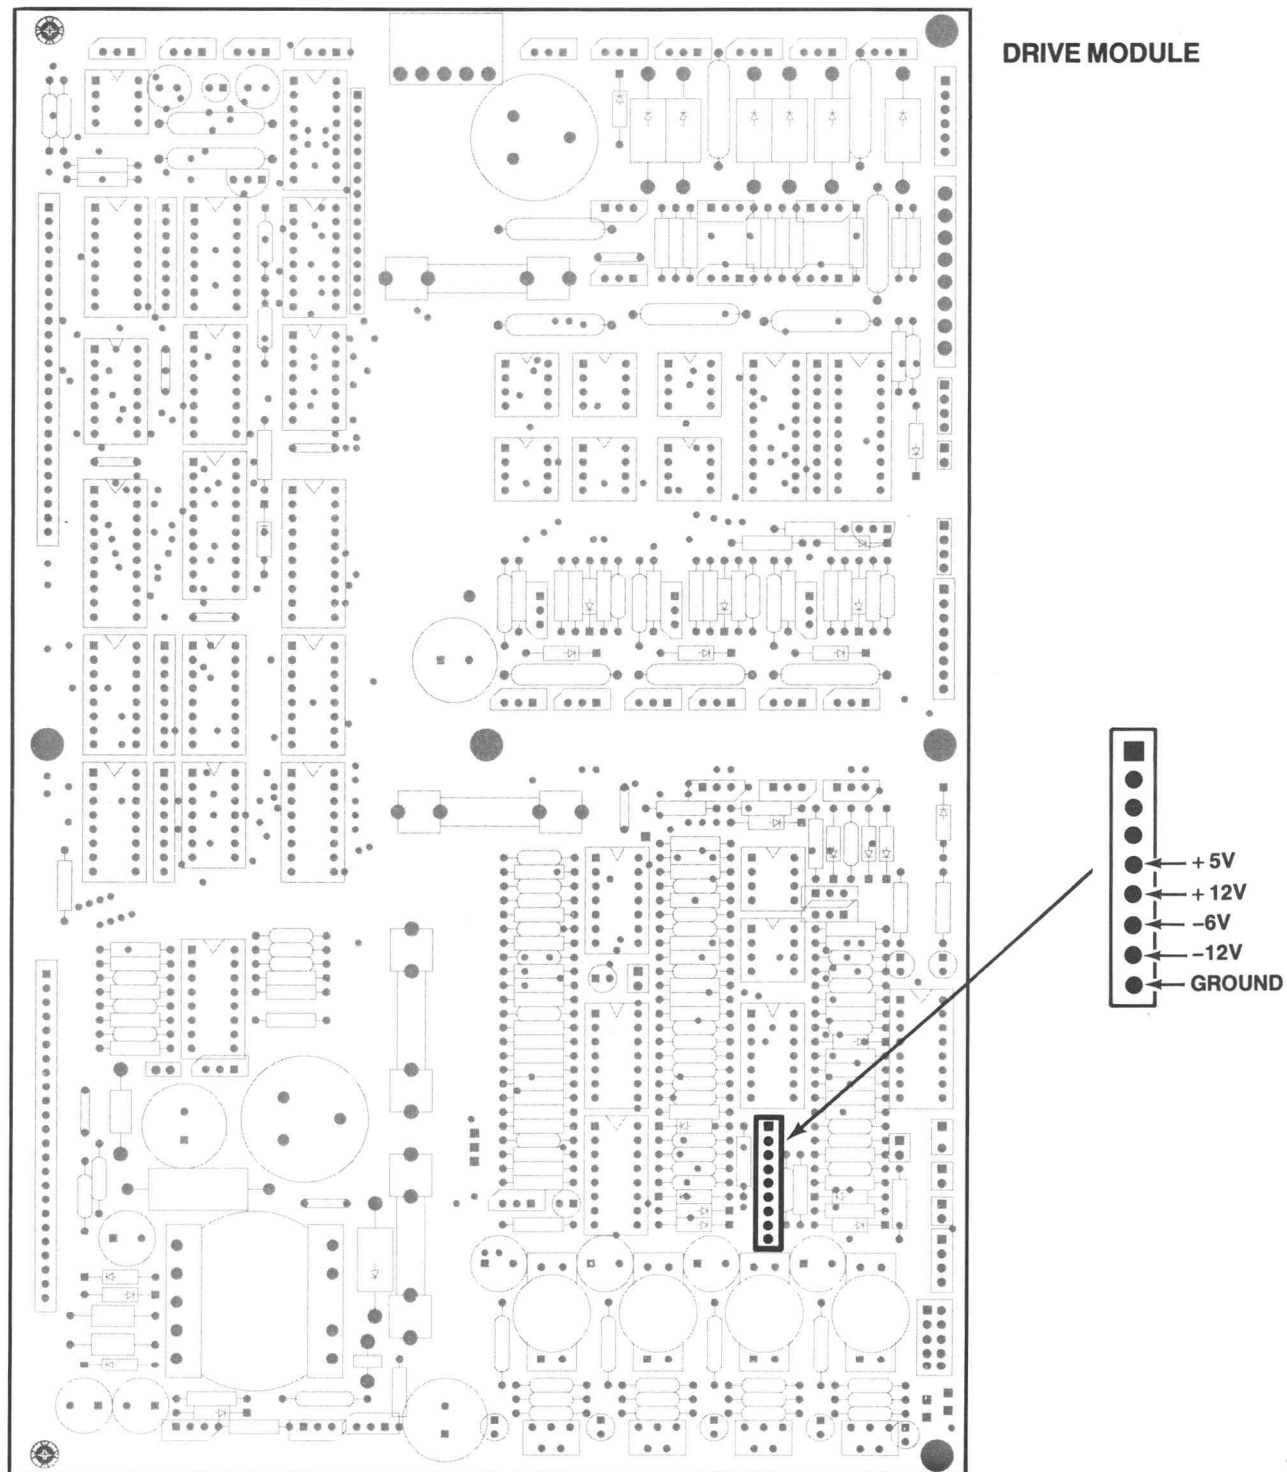 DRIVE MODULE
+5V
+12V
–6V
–12V
GROUND